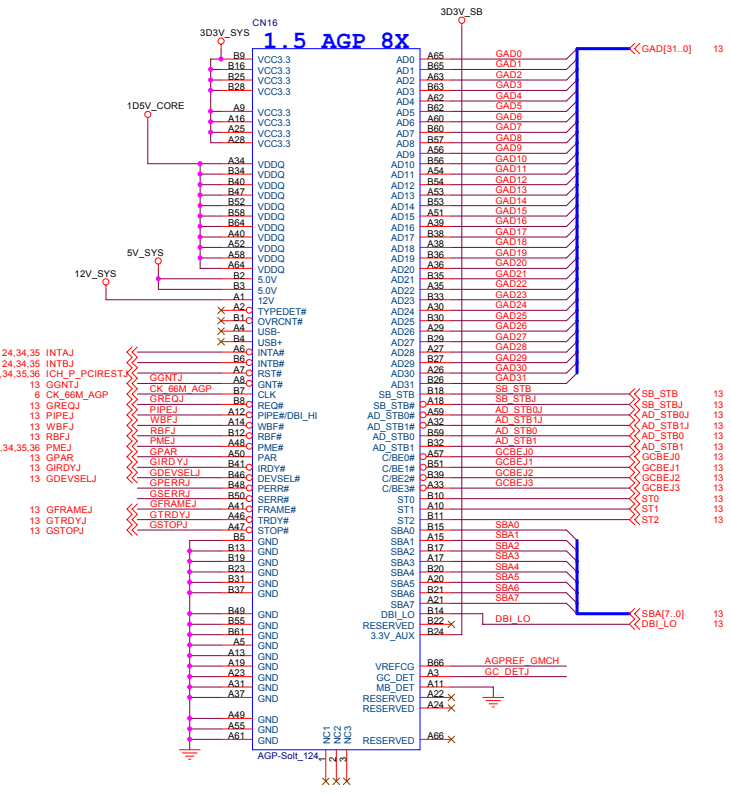 3D3V_SB
CN16
3D3V_SYS
1.5 AGP 8X
B9 VCC3.3 AD0 A65 GAD0 GAD[31..0] 13
B16 VCC3.3 AD1 B65 GAD1
B25 VCC3.3 AD2 A63 GAD2
B28 VCC3.3 AD3 B63 GAD3
AD4 A62 GAD4
1D5V_CORE
A9 VCC3.3 AD5 B62 GAD5
A16 VCC3.3 AD6 A60 GAD6
A25 VCC3.3 AD7 B60 GAD7
A28 VCC3.3 AD8 B57 GAD8
AD9 A56 GAD9
A34 VDDQ AD10 B56 GAD10
B34 VDDQ AD11 A54 GAD11
B40 VDDQ AD12 B54 GAD12
B47 VDDQ AD13 A53 GAD13
B52 VDDQ AD14 B53 GAD14
B58 VDDQ AD15 A51 GAD15
B64 VDDQ AD16 A39 GAD16
A40 VDDQ AD17 B38 GAD17
A52 VDDQ AD18 A38 GAD18
5V_SYS
A58 VDDQ AD19 B36 GAD19
A64 VDDQ AD20 A36 GAD20
12V_SYS
B2 5.0V AD21 B35 GAD21
B3 5.0V AD22 A35 GAD22
A1 12V AD23 B33 GAD23
A2 TYPEDET# AD24 A30 GAD24
B1 OVRCNT# AD25 B30 GAD25
A4 USB- AD26 A29 GAD26
B4 USB+ AD27 B29 GAD27
24,34,35 INTAJ A6 INTA# AD28 A27 GAD28
24,34,35 INTBJ B6 INTB# AD29 B27 GAD29
,34,35,36 ICH_P_PCIRESTJ A7 RST# AD30 A26 GAD30
13 GGNTJ GGNTJ A8 GNT# AD31 B26 GAD31
6 CK_66M_AGP CK_66M_AGP B7 CLK SB_STB B18 SB_STB SB_STB 13
13 GREQJ GREQJ B8 REQ# SB_STB# A18 SB_STBJ SB_STBJ 13
13 PIPEJ PIPEJ A12 PIPE#/DBI_HI AD_STB0# A59 AD_STB0J AD_STB0J 13
13 WBFJ WBFJ A14 WBF# AD_STB1# A32 AD_STB1J AD_STB1J 13
13 RBFJ RBFJ B12 RBF# AD_STB0 B59 AD_STB0 AD_STB0 13
,34,35,36 PMEJ PMEJ A48 PME# AD_STB1 B32 AD_STB1 AD_STB1 13
13 GPAR GPAR A50 PAR C/BE0# A57 GCBEJ0 GCBEJ0 13
13 GIRDYJ GIRDYJ B41 IRDY# C/BE1# B51 GCBEJ1 GCBEJ1 13
13 GDEVSELJ GDEVSELJ B46 DEVSEL# C/BE2# B39 GCBEJ2 GCBEJ2 13
GPERRJ B48 PERR# C/BE3# A33 GCBEJ3 GCBEJ3 13
GSERRJ B50 SERR# ST0 B10 ST0 13
13 GFRAMEJ GFRAMEJ A41 FRAME# ST1 A10 ST1 13
13 GTRDYJ GTRDYJ A46 TRDY# ST2 B11 ST2 13
13 GSTOPJ GSTOPJ A47 STOP# SBA0 B15 SBA0
B5 GND SBA1 A15 SBA1
B13 GND SBA2 B17 SBA2
B19 GND SBA3 A17 SBA3
B23 GND SBA4 B20 SBA4
B31 GND SBA5 A20 SBA5
B37 GND SBA6 B21 SBA6
SBA7 A21 SBA7
B49 GND DBI_LO B14 DBI_LO SBA[7..0] 13
B55 GND RESERVED B22 DBI_LO 13
B61 GND 3.3V_AUX B24
A5 GND
A13 GND
A19 GND VREFCG B66 AGPREF_GMCH
A23 GND GC_DET A3 GC_DETJ
A31 GND MB_DET A11
A37 GND RESERVED A22
RESERVED A24
A49 GND
A55 GND
A61 GND RESERVED A66
NC1 NC2 NC3
AGP-Solt_124
1 2 3